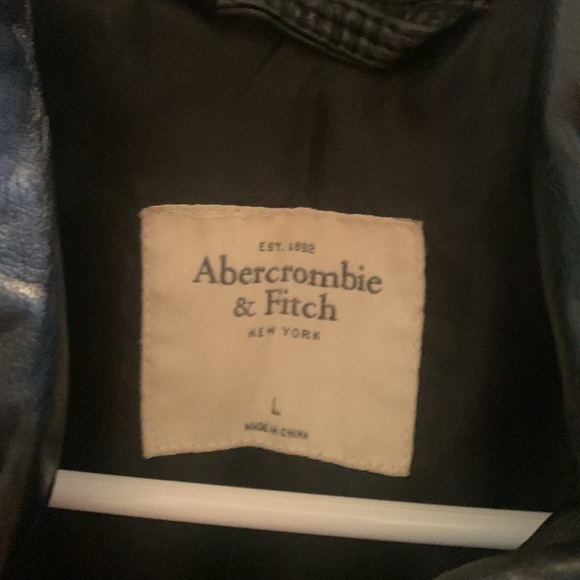 EST. 1892
Abercrombie
& Fitch
NEW YORK
L
MADE IN CHINA